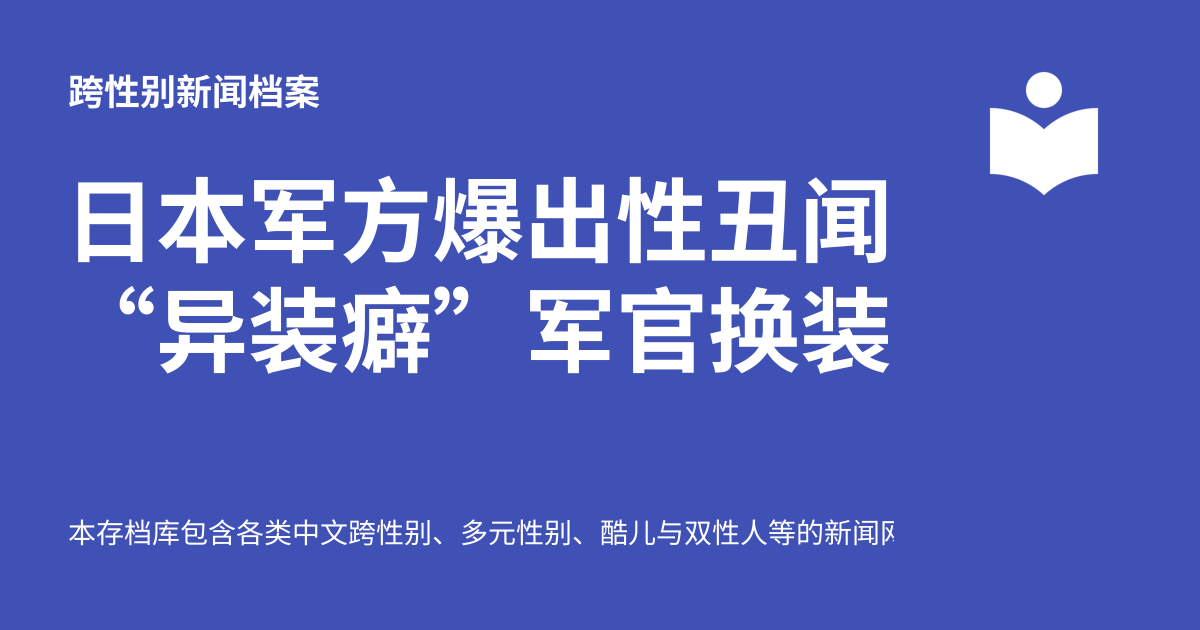 跨性别新闻档案
日本军方爆出性丑闻
“异装癖”军官换装
本存档库包含各类中文跨性别、多元性别、酷儿与双性人等的新闻网